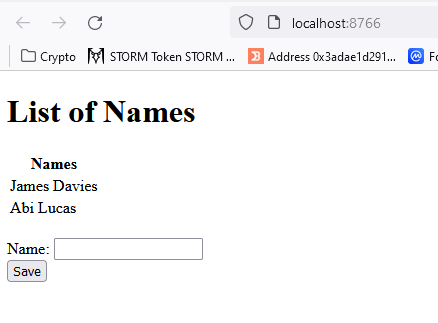 localhost:8766
Crypto STORM Token STORM ... Address 0x3adae1d291... Fo
List of Names
Names
James Davies
Abi Lucas
Name:
Save